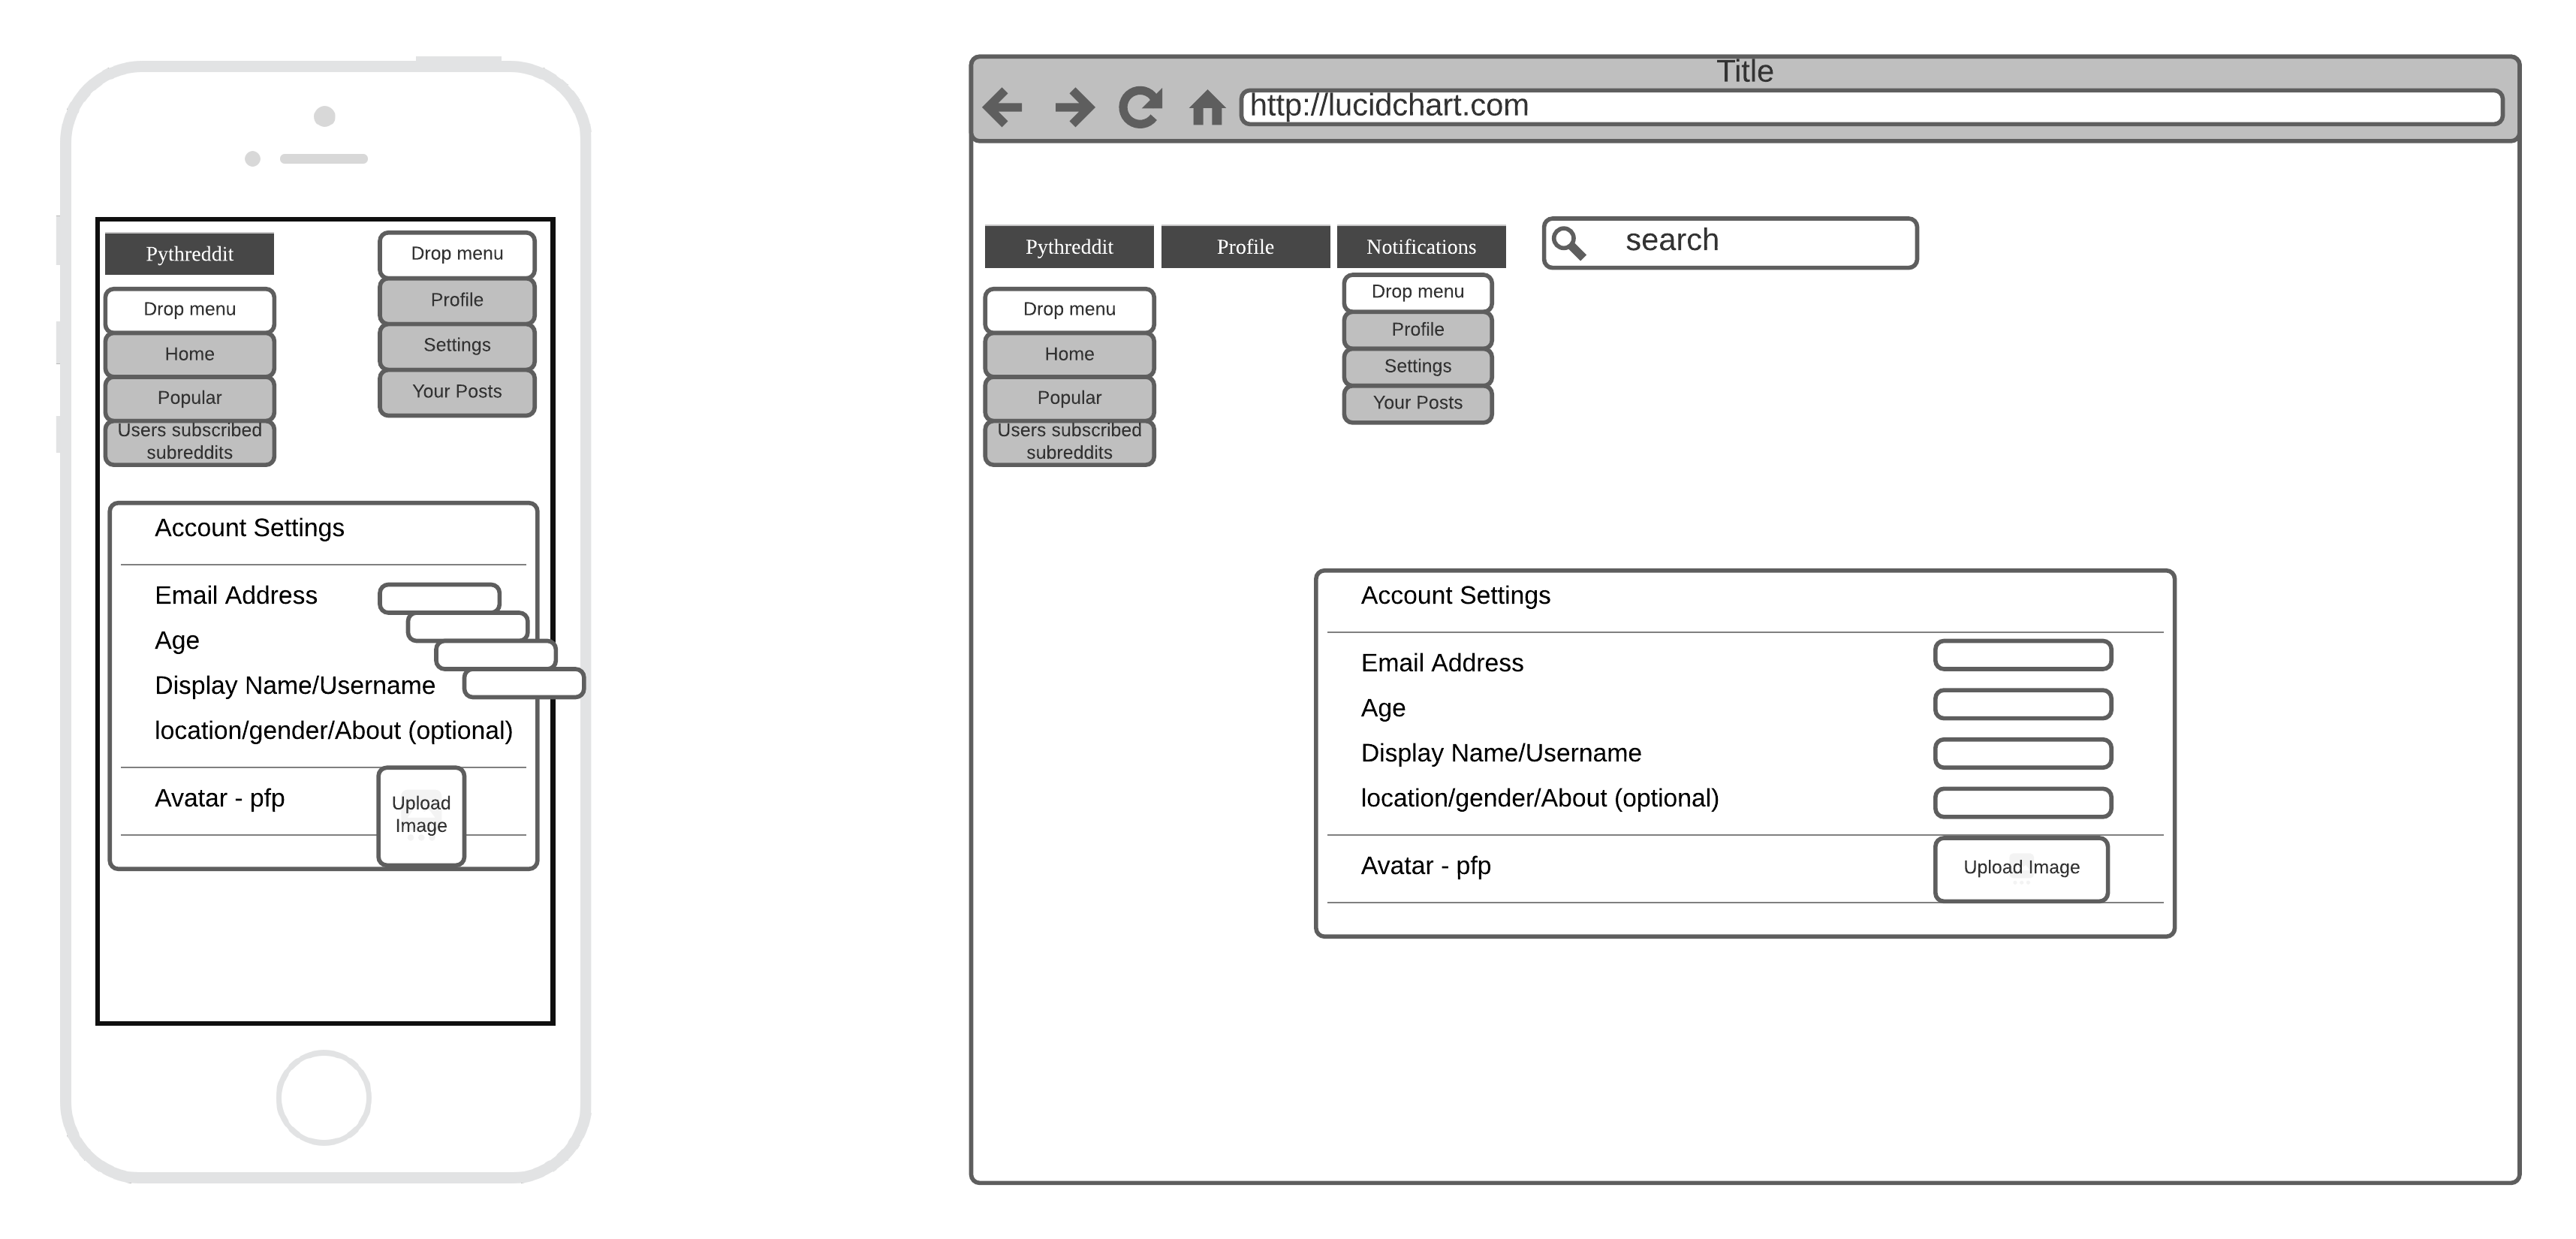 Pythreddit
Drop menu
Home
Popular
Users subscribed
subreddits
Drop menu
Profile
Settings
Your Posts
Account Settings
Email Address
Age
Display Name/Username
location/gender/About (optional)
Avatar - pfp
Upload
Image
Title
http://lucidchart.com
Pythreddit
Profile
Notifications
search
Drop menu
Home
Popular
Users subscribed
subreddits
Drop menu
Profile
Settings
Your Posts
Account Settings
Email Address
Age
Display Name/Username
location/gender/About (optional)
Avatar - pfp
Upload Image